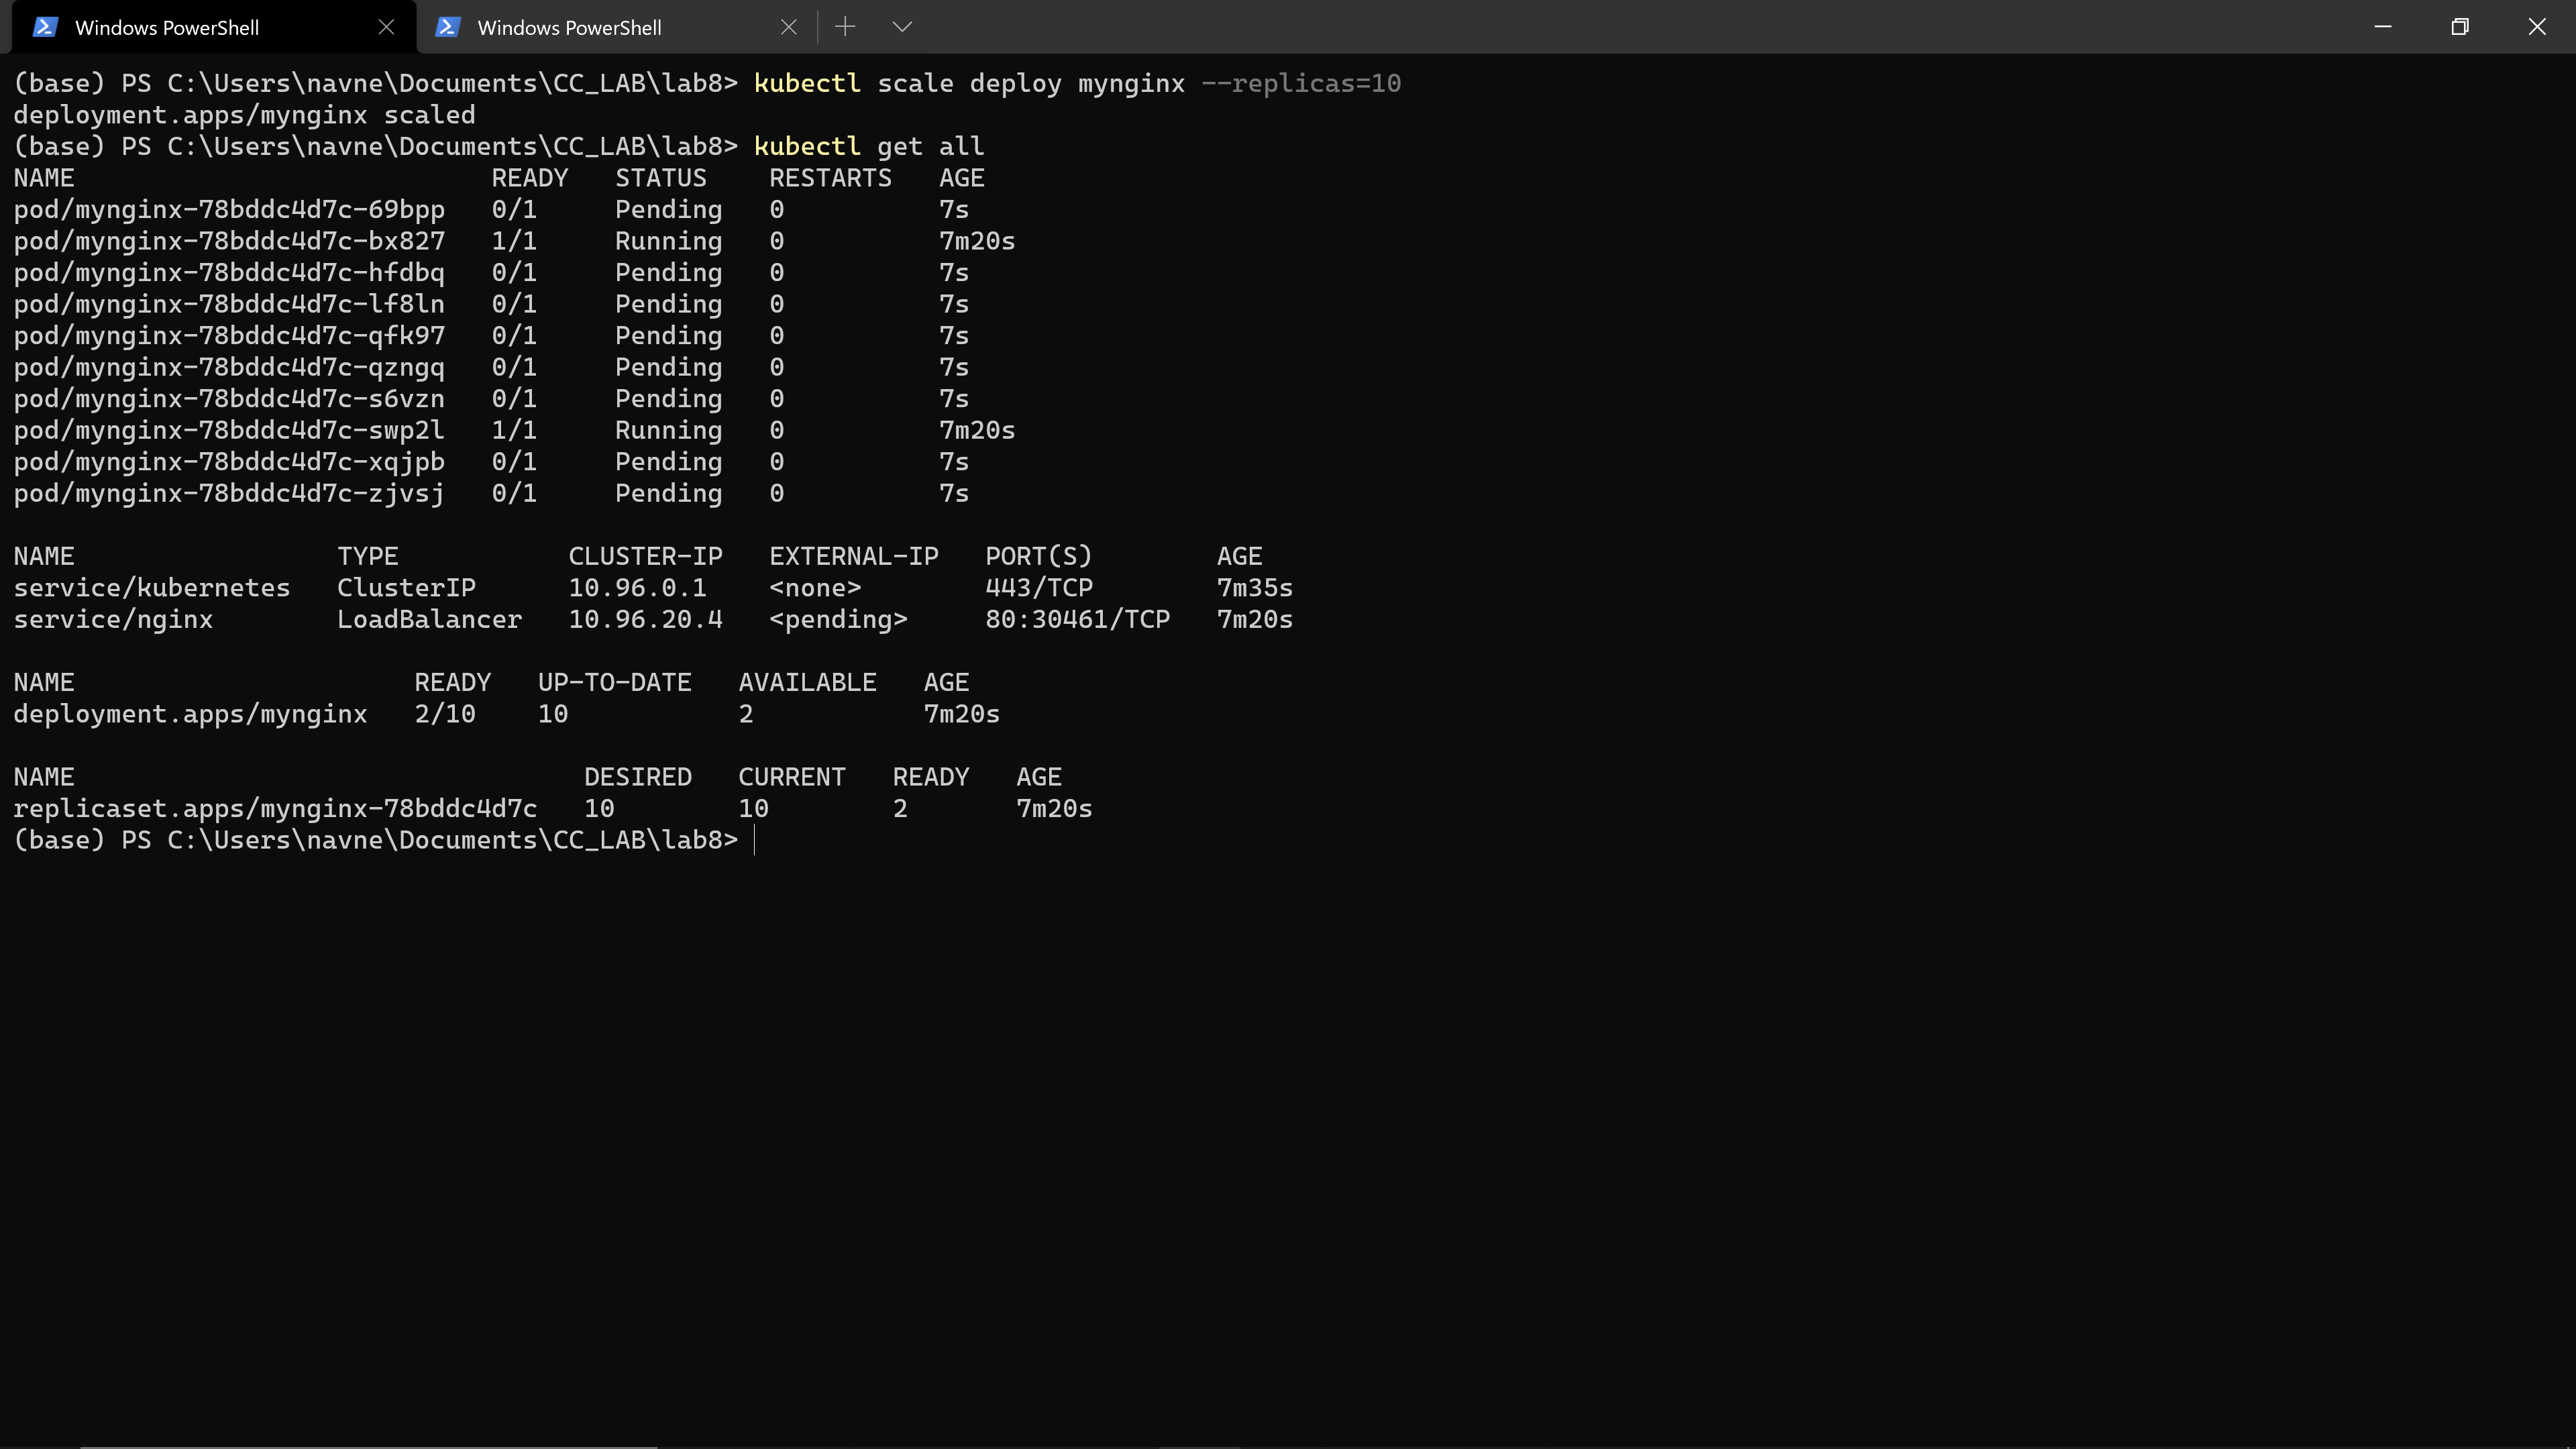 Windows PowerShell
Windows PowerShell
(base) PS C:\Users\navne\Documents\CC_LAB\lab8> kubectl scale deploy mynginx --replicas=10
deployment.apps/mynginx scaled
(base) PS C:\Users\navne\Documents\CC_LAB\lab8> kubectl get all
NAME                           READY   STATUS    RESTARTS   AGE
pod/mynginx-78bddc4d7c-69bpp   0/1     Pending   0          7s
pod/mynginx-78bddc4d7c-bx827   1/1     Running   0          7m20s
pod/mynginx-78bddc4d7c-hfdbq   0/1     Pending   0          7s
pod/mynginx-78bddc4d7c-lf8ln   0/1     Pending   0          7s
pod/mynginx-78bddc4d7c-qfk97   0/1     Pending   0          7s
pod/mynginx-78bddc4d7c-qzngq   0/1     Pending   0          7s
pod/mynginx-78bddc4d7c-s6vzn   0/1     Pending   0          7s
pod/mynginx-78bddc4d7c-swp2l   1/1     Running   0          7m20s
pod/mynginx-78bddc4d7c-xqjpb   0/1     Pending   0          7s
pod/mynginx-78bddc4d7c-zjvsj   0/1     Pending   0          7s
NAME                 TYPE           CLUSTER-IP   EXTERNAL-IP   PORT(S)        AGE
service/kubernetes   ClusterIP      10.96.0.1    <none>        443/TCP        7m35s
service/nginx        LoadBalancer   10.96.20.4   <pending>     80:30461/TCP   7m20s
NAME                      READY   UP-TO-DATE   AVAILABLE   AGE
deployment.apps/mynginx   2/10    10           2           7m20s
NAME                                 DESIRED   CURRENT   READY   AGE
replicaset.apps/mynginx-78bddc4d7c   10        10        2       7m20s
(base) PS C:\Users\navne\Documents\CC_LAB\lab8>